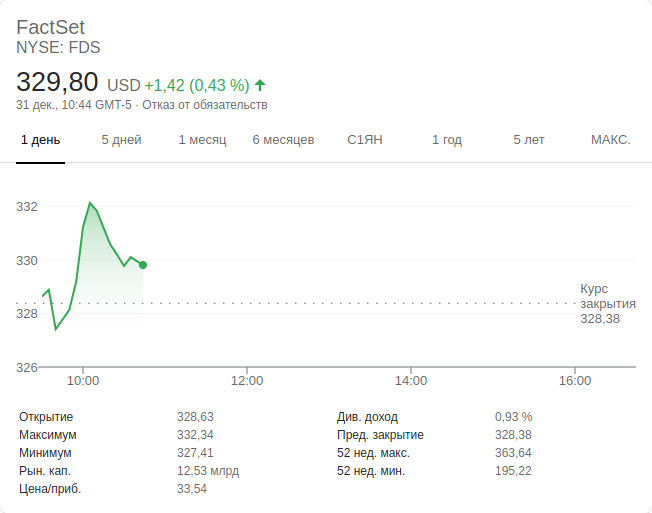 FactSet
NYSE: FDS
329,80 USD +1,42 (0,43 %)
31 дек., 10:44 GMT-5 · Отказ от обязательств
1 день 5 дней 1 месяц 6 месяцев С1ЯН 1 год 5 лет МАКС.
332
330
328
326
Курс
закрытия
328,38
10:00 12:00 14:00 16:00
Открытие 328,63 Див. доход 0,93 %
Максимум 332,34 Пред. закрытие 328,38
Минимум 327,41 52 нед. макс. 363,64
Рын. кап. 12,53 млрд 52 нед. мин. 195,22
Цена/приб. 33,54